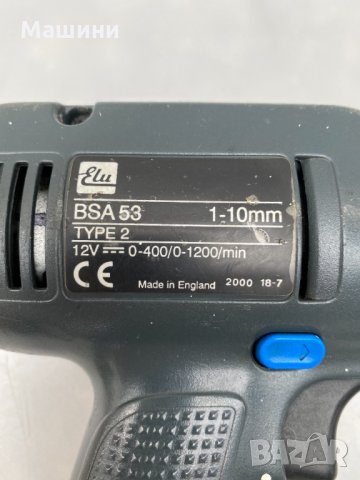 Машини
Elu
BSA 53 1-10mm
TYPE 2
12V ⎓ 0-400/0-1200/min
CE Made in England 2000 18-7
BAZAR